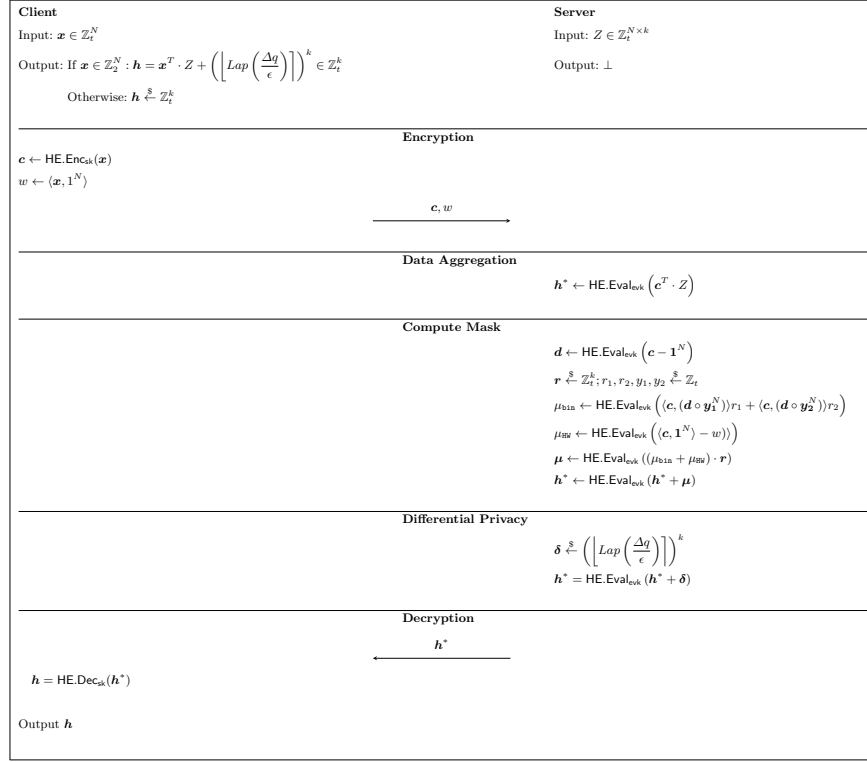 Client Server
Input: x ∈ ℤ_t^N Input: Z ∈ ℤ_t^{N×k}
Output: If x ∈ ℤ_2^N : h = x^T · Z + (⌊Lap(Δq/ϵ)⌉)^k ∈ ℤ_t^k Output: ⊥
Otherwise: h ←$ ℤ_t^k
Encryption
c ← HE.Enc_sk(x)
w ← ⟨x, 1^N⟩
c, w
Data Aggregation
h* ← HE.Eval_evk (c^T · Z)
Compute Mask
d ← HE.Eval_evk (c − 1^N)
r ←$ ℤ_t^k; r_1, r_2, y_1, y_2 ←$ ℤ_t
μ_bin ← HE.Eval_evk (⟨c, (d ∘ y_1^N)⟩r_1 + ⟨c, (d ∘ y_2^N)⟩r_2)
μ_HW ← HE.Eval_evk (⟨c, 1^N⟩ − w)⟩)
μ ← HE.Eval_evk ((μ_bin + μ_HW) · r)
h* ← HE.Eval_evk (h* + μ)
Differential Privacy
δ ←$ (⌊Lap(Δq/ϵ)⌉)^k
h* = HE.Eval_evk (h* + δ)
Decryption
h*
h = HE.Dec_sk(h*)
Output h